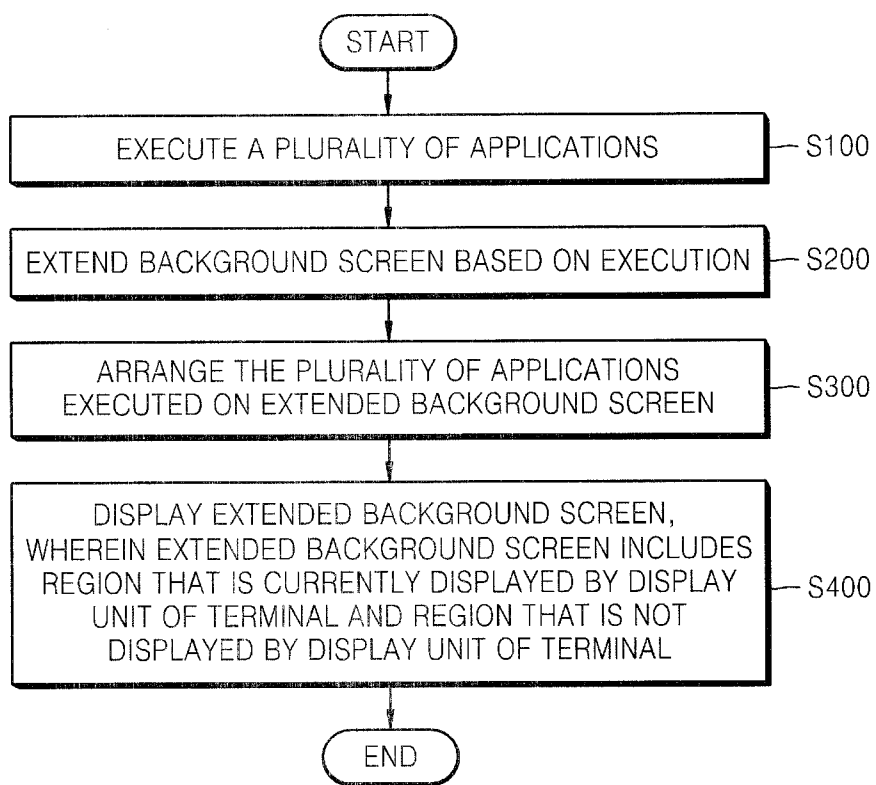 START
EXECUTE A PLURALITY OF APPLICATIONS
S100
EXTEND BACKGROUND SCREEN BASED ON EXECUTION
S200
ARRANGE THE PLURALITY OF APPLICATIONS
EXECUTED ON EXTENDED BACKGROUND SCREEN
S300
DISPLAY EXTENDED BACKGROUND SCREEN,
WHEREIN EXTENDED BACKGROUND SCREEN INCLUDES
REGION THAT IS CURRENTLY DISPLAYED BY DISPLAY
UNIT OF TERMINAL AND REGION THAT IS NOT
DISPLAYED BY DISPLAY UNIT OF TERMINAL
S400
END